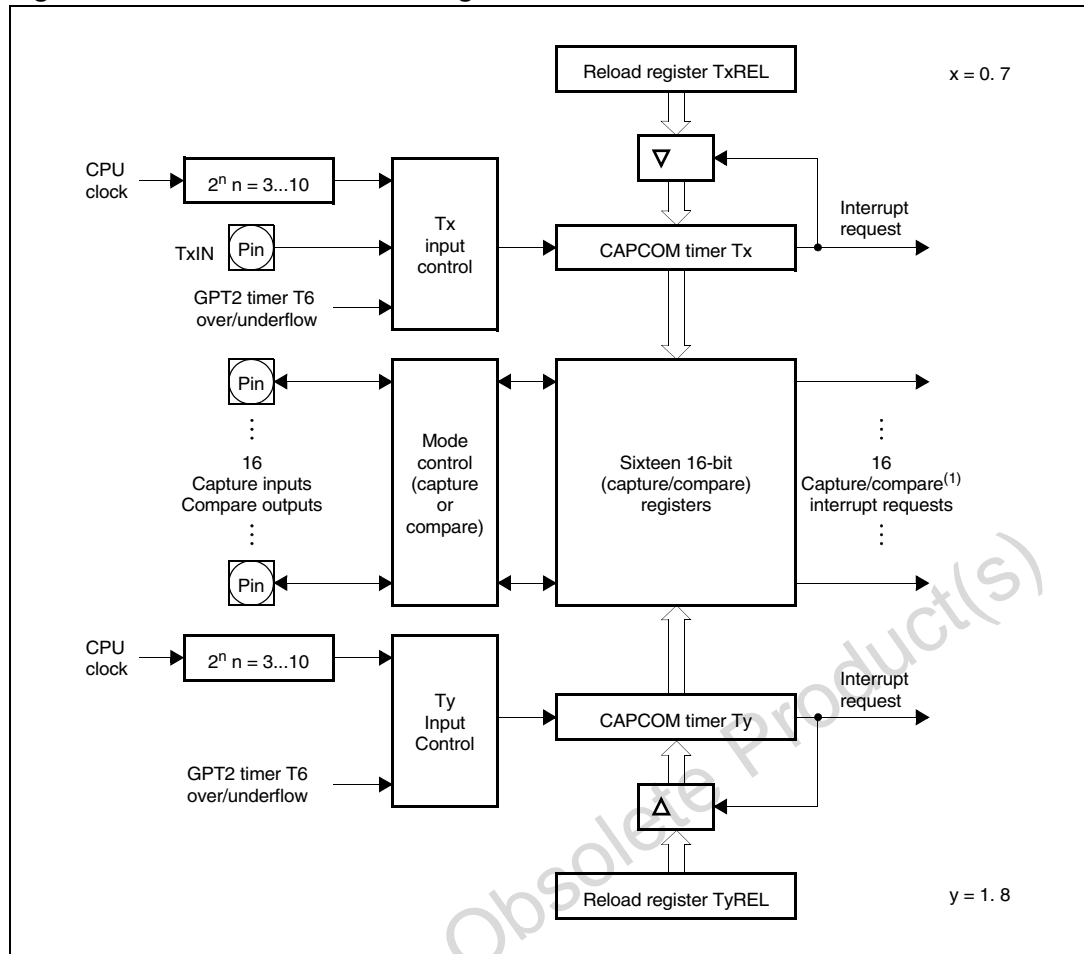 Reload register TxREL
x = 0. 7
CPU
clock
2ⁿ n = 3...10
Tx
input
control
Interrupt
request
TxIN
Pin
CAPCOM timer Tx
GPT2 timer T6
over/underflow
Pin
16
Capture inputs
Compare outputs
Pin
Mode
control
(capture
or
compare)
Sixteen 16-bit
(capture/compare)
registers
16
Capture/compare(1)
interrupt requests
CPU
clock
2ⁿ n = 3...10
Ty
Input
Control
Interrupt
request
CAPCOM timer Ty
GPT2 timer T6
over/underflow
Reload register TyREL
y = 1. 8
Obsolete Product(s)